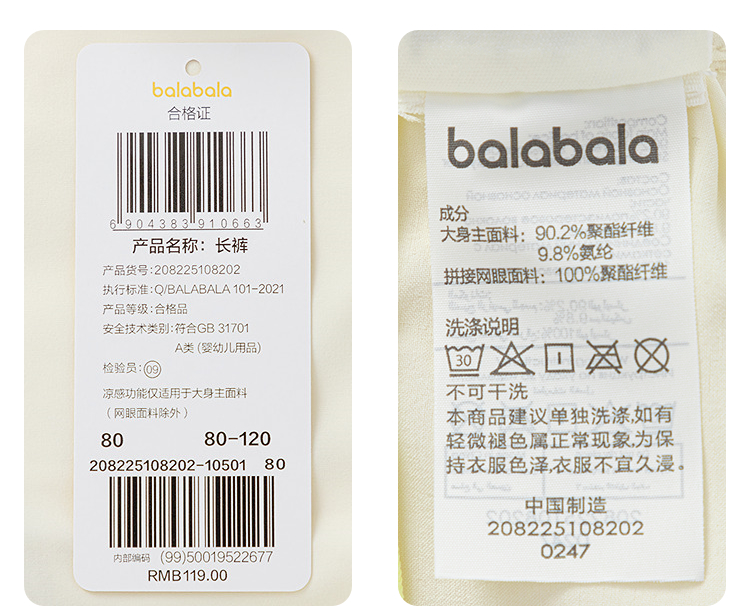 balabala
合格证
6 904383 910663
产品名称：长裤
产品货号：208225108202
执行标准：Q/BALABALA 101-2021
产品等级：合格品
安全技术类别：符合GB 31701
A类 (婴幼儿用品)
检验员：09
凉感功能仅适用于大身主面料
（网眼面料除外）
80 80-120
208225108202-10501 80
内部编码 (99)50019522677
RMB119.00
balabala
成分
大身主面料：90.2%聚酯纤维
9.8%氨纶
拼接网眼面料：100%聚酯纤维
洗涤说明
30
不可干洗
本商品建议单独洗涤,如有
轻微褪色属正常现象,为保
持衣服色泽,衣服不宜久浸。
中国制造
208225108202
0247